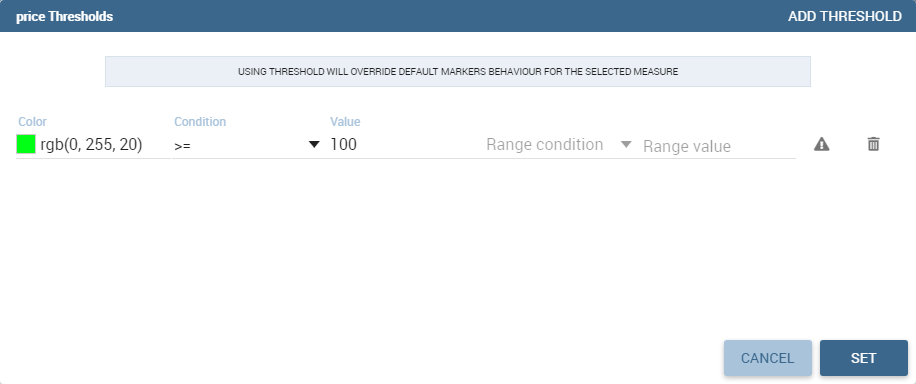 price Thresholds ADD THRESHOLD
USING THRESHOLD WILL OVERRIDE DEFAULT MARKERS BEHAVIOUR FOR THE SELECTED MEASURE
Color Condition Value
rgb(0, 255, 20) >= 100 Range condition Range value
CANCEL SET